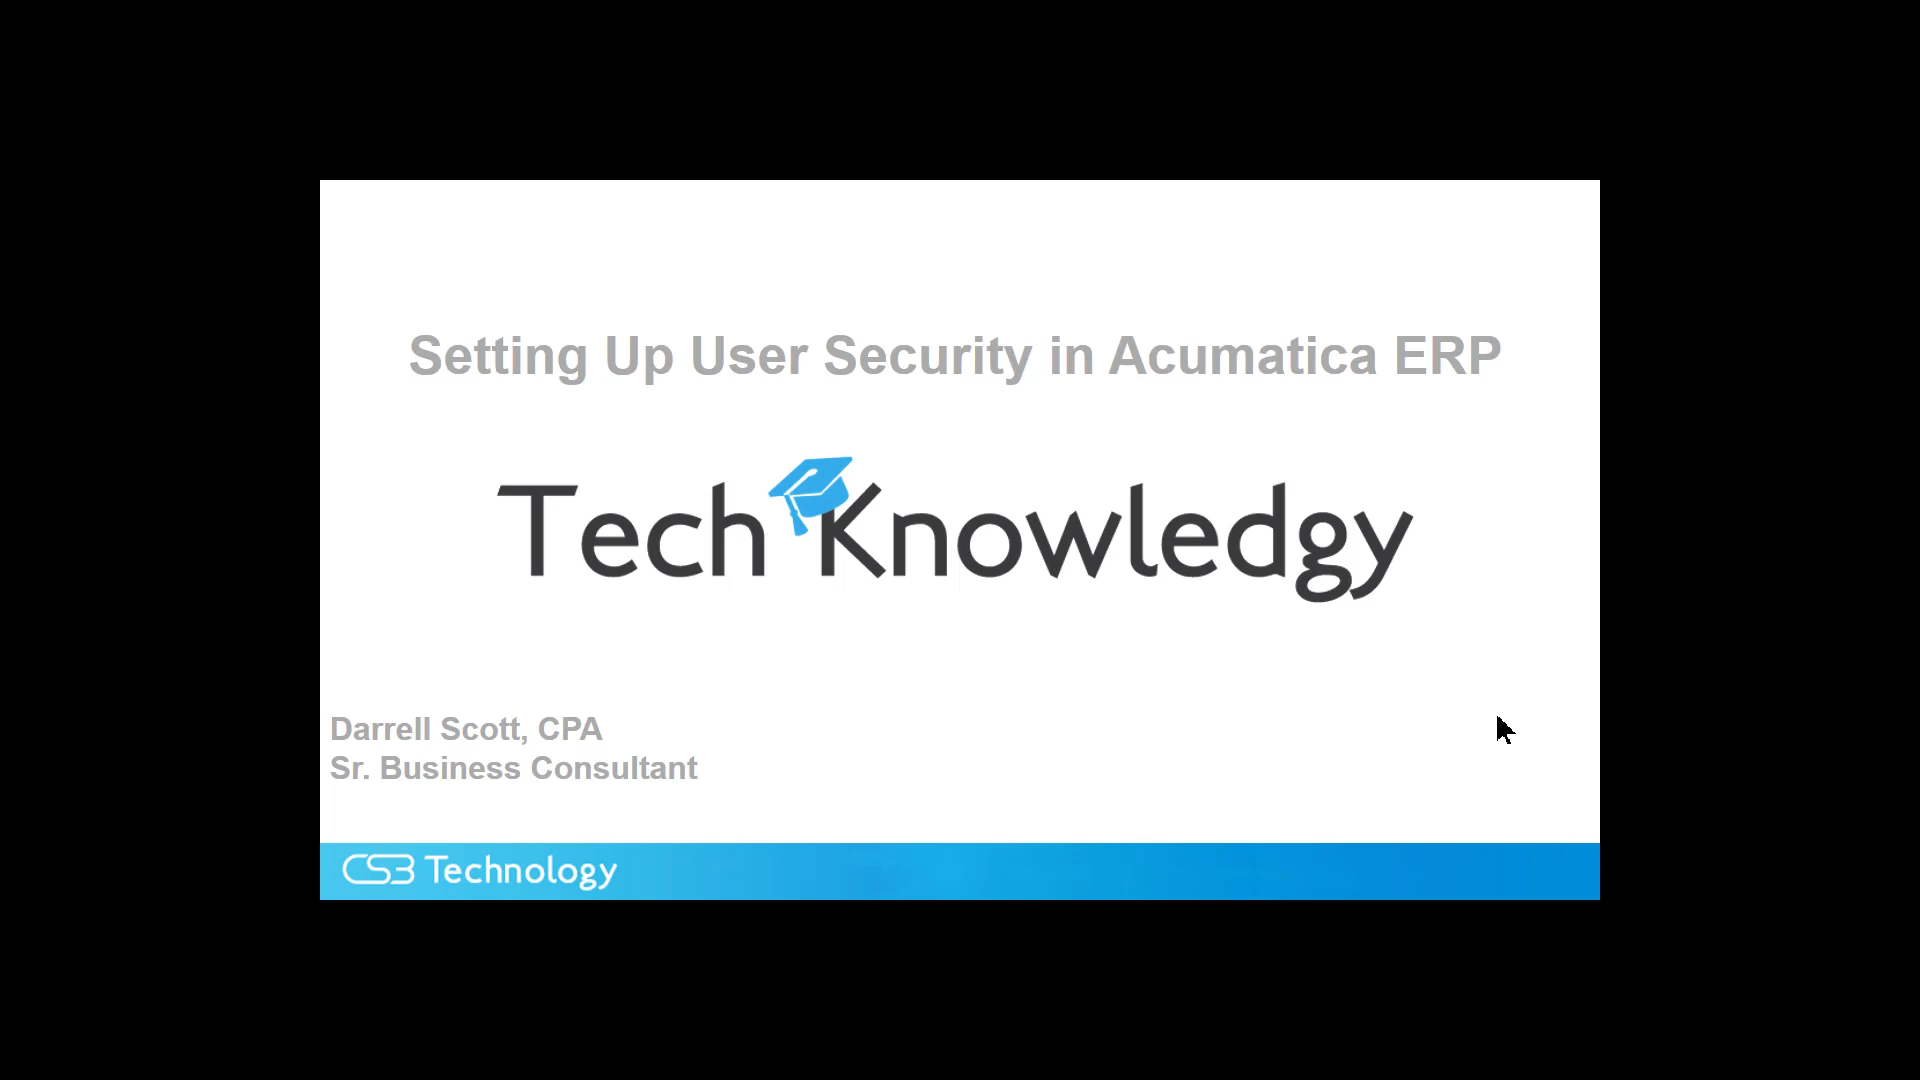 Setting Up User Security in Acumatica ERP
Tech Knowledgy
Darrell Scott, CPA
Sr. Business Consultant
CS3 Technology